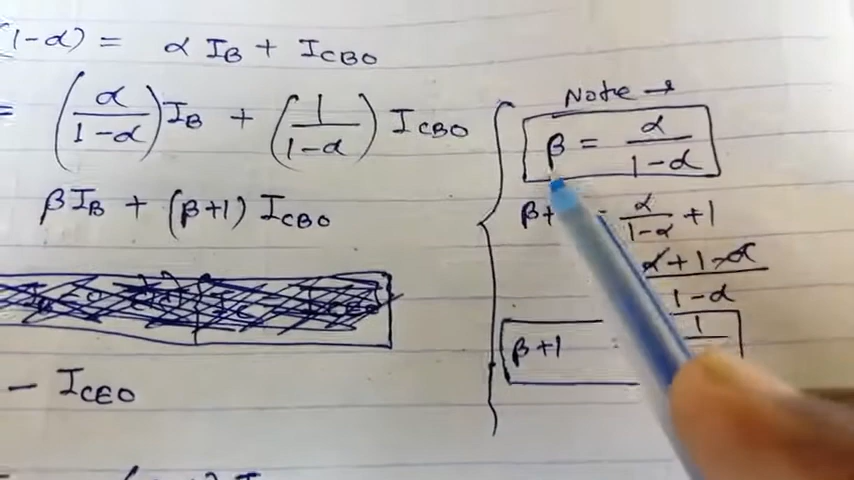 (1-α) = α I_B + I_CBO
= (α/(1-α)) I_B + (1/(1-α)) I_CBO
β I_B + (β+1) I_CBO
- I_CEO
Note →
β = α/(1-α)
β+ = α/(1-α) + 1
α+1-α/(1-α)
β+1 = 1